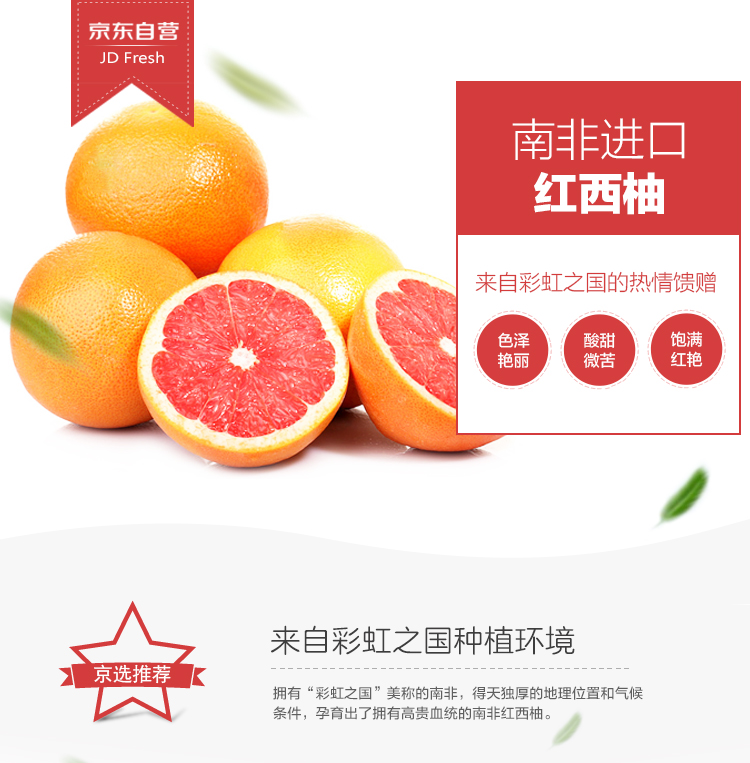 京东自营
JD Fresh
南非进口
红西柚
来自彩虹之国的热情馈赠
色泽
艳丽
酸甜
微苦
饱满
红艳
京选推荐
来自彩虹之国种植环境
拥有“彩虹之国”美称的南非，得天独厚的地理位置和气候
条件，孕育出了拥有高贵血统的南非红西柚。